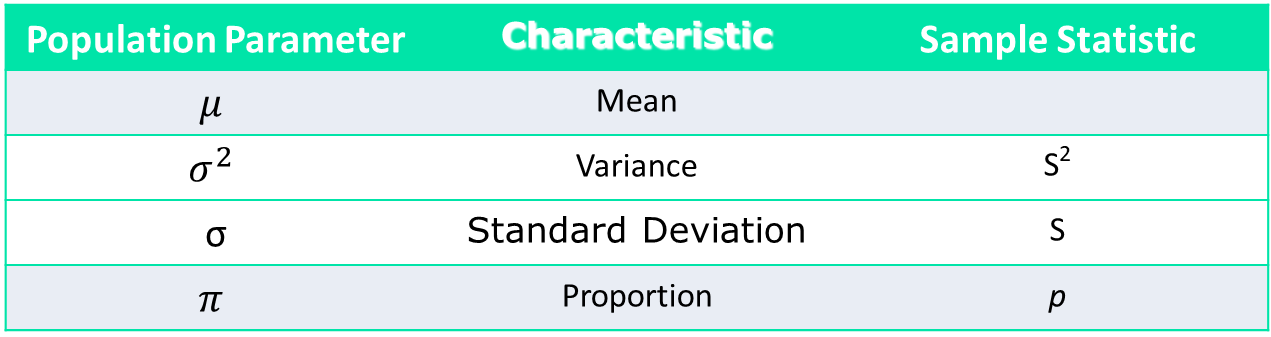 Population Parameter Characteristic Sample Statistic
μ Mean
σ² Variance S²
σ Standard Deviation S
π Proportion p